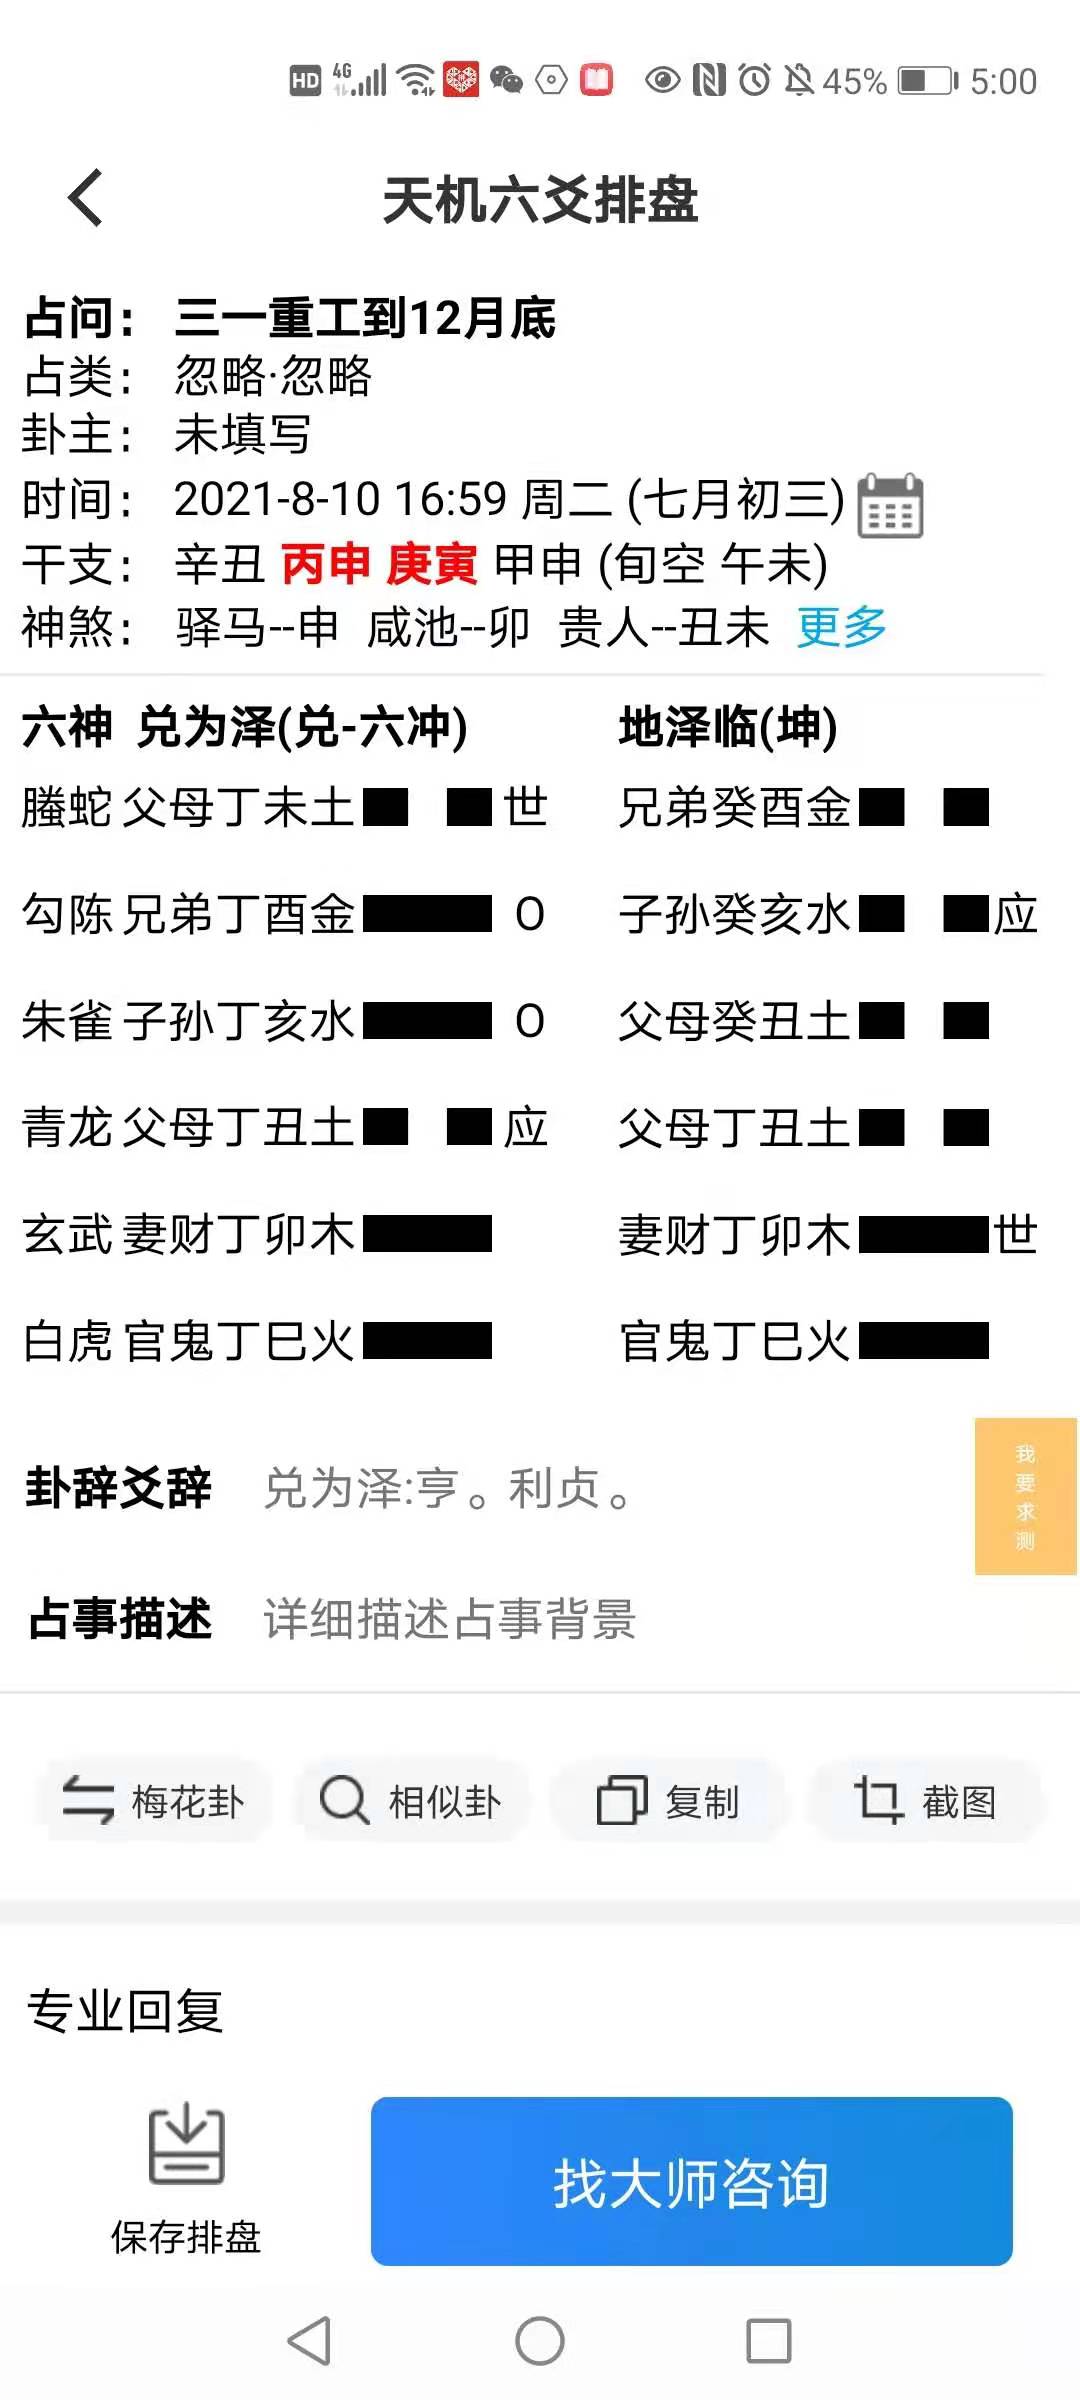 HD 4G 45% 5:00
天机六爻排盘
占问： 三一重工到12月底
占类： 忽略·忽略
卦主： 未填写
时间： 2021-8-10 16:59 周二 (七月初三)
干支： 辛丑 丙申 庚寅 甲申 (旬空 午未)
神煞： 驿马--申 咸池--卯 贵人--丑未 更多
六神 兑为泽(兑-六冲) 地泽临(坤)
螣蛇 父母丁未土 世 兄弟癸酉金
勾陈 兄弟丁酉金 O 子孙癸亥水 应
朱雀 子孙丁亥水 O 父母癸丑土
青龙 父母丁丑土 应 父母丁丑土
玄武 妻财丁卯木 妻财丁卯木 世
白虎 官鬼丁巳火 官鬼丁巳火
我要求测
卦辞爻辞 兑为泽:亨。利贞。
占事描述 详细描述占事背景
梅花卦 相似卦 复制 截图
专业回复
保存排盘 找大师咨询